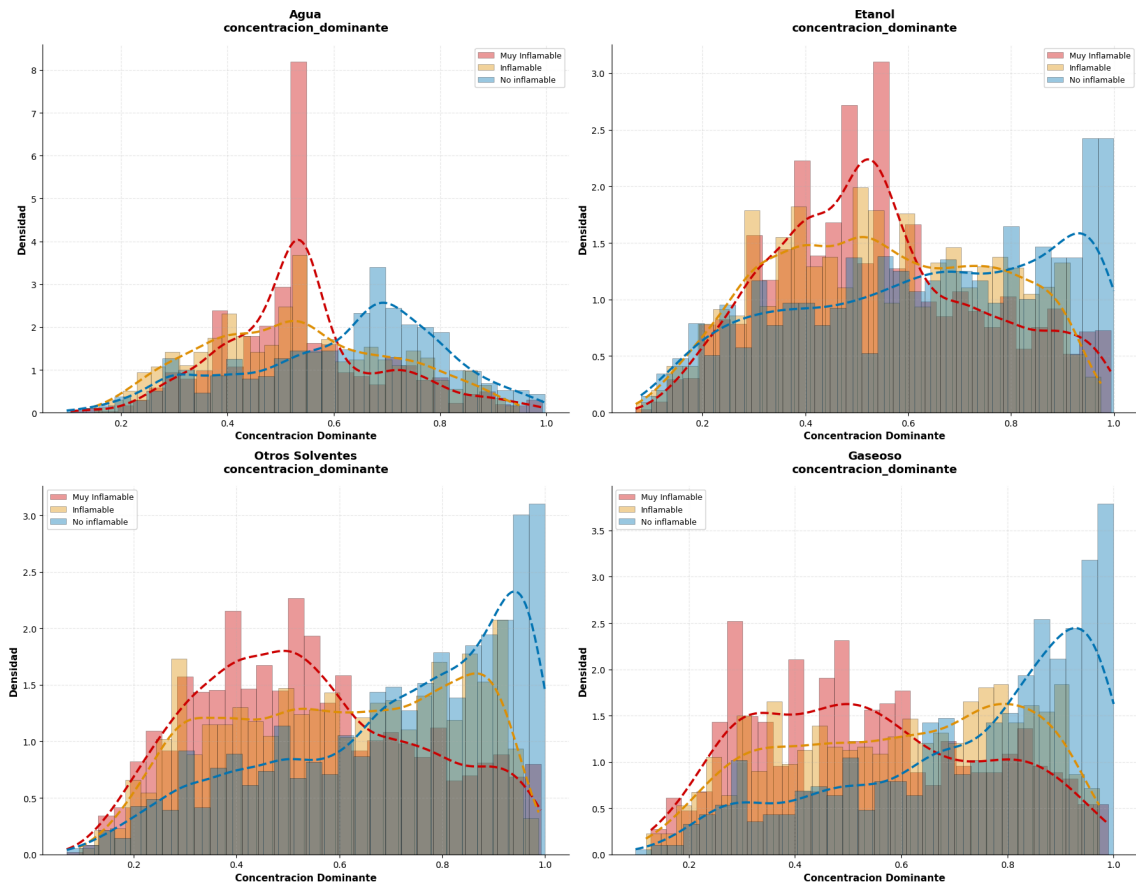 Agua
concentracion_dominante
Muy Inflamable
Inflamable
No inflamable
8
7
6
5
4
3
2
1
0
Densidad
0.2
0.4
0.6
0.8
1.0
Concentracion Dominante
Etanol
concentracion_dominante
Muy Inflamable
Inflamable
No inflamable
3.0
2.5
2.0
1.5
1.0
0.5
0.0
Densidad
0.2
0.4
0.6
0.8
1.0
Concentracion Dominante
Otros Solventes
concentracion_dominante
Muy Inflamable
Inflamable
No inflamable
3.0
2.5
2.0
1.5
1.0
0.5
0.0
Densidad
0.2
0.4
0.6
0.8
1.0
Concentracion Dominante
Gaseoso
concentracion_dominante
Muy Inflamable
Inflamable
No inflamable
3.5
3.0
2.5
2.0
1.5
1.0
0.5
0.0
Densidad
0.2
0.4
0.6
0.8
1.0
Concentracion Dominante